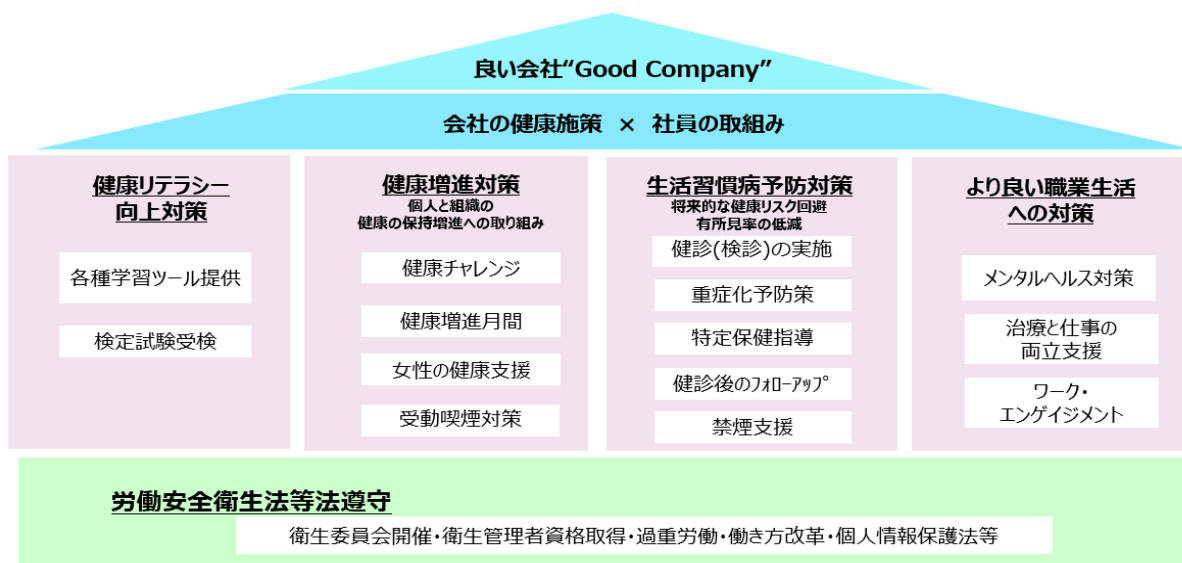 良い会社“Good Company”
会社の健康施策 × 社員の取組み
健康リテラシー
向上対策
各種学習ツール提供
検定試験受検
健康増進対策
個人と組織の
健康の保持増進への取り組み
健康チャレンジ
健康増進月間
女性の健康支援
受動喫煙対策
生活習慣病予防対策
将来的な健康リスク回避
有所見率の低減
健診(検診)の実施
重症化予防策
特定保健指導
健診後のﾌｫﾛｰｱｯﾌﾟ
禁煙支援
より良い職業生活
への対策
メンタルヘルス対策
治療と仕事の
両立支援
ワーク・
エンゲイジメント
労働安全衛生法等法遵守
衛生委員会開催・衛生管理者資格取得・過重労働・働き方改革・個人情報保護法等